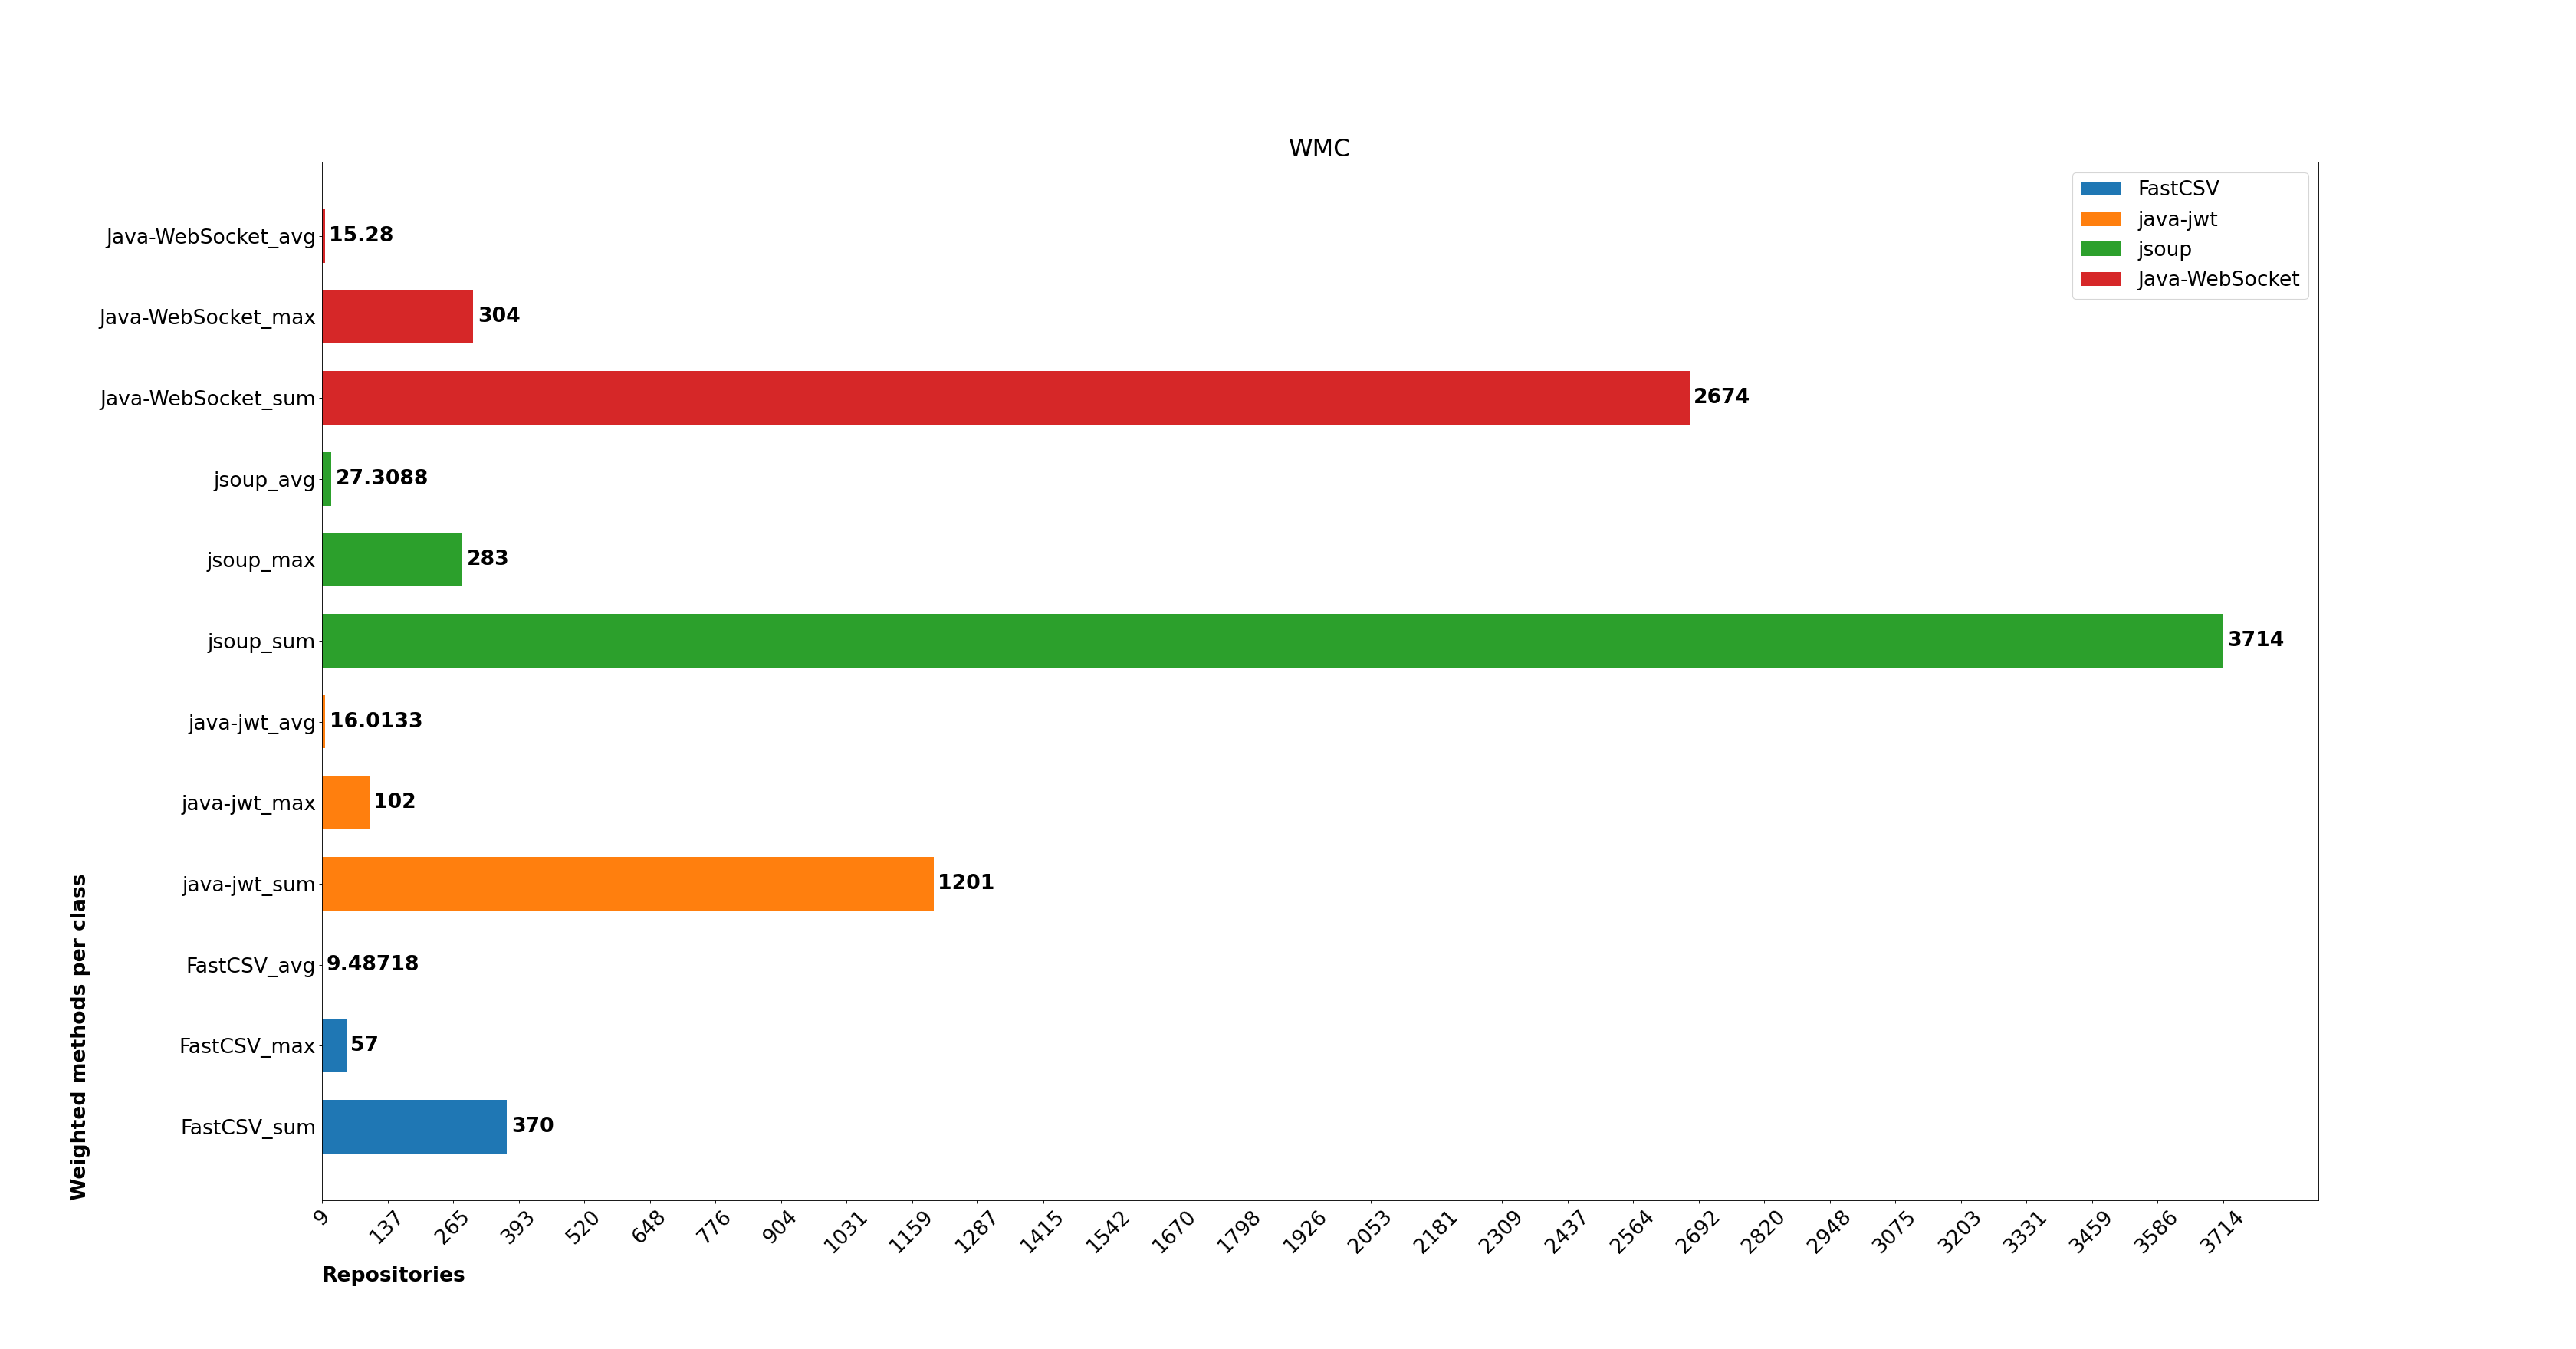 WMC
FastCSV
java-jwt
jsoup
Java-WebSocket
Java-WebSocket_avg 15.28
Java-WebSocket_max 304
Java-WebSocket_sum 2674
jsoup_avg 27.3088
jsoup_max 283
jsoup_sum 3714
java-jwt_avg 16.0133
java-jwt_max 102
java-jwt_sum 1201
FastCSV_avg 9.48718
FastCSV_max 57
FastCSV_sum 370
Weighted methods per class
9 137 265 393 520 648 776 904 1031 1159 1287 1415 1542 1670 1798 1926 2053 2181 2309 2437 2564 2692 2820 2948 3075 3203 3331 3459 3586 3714
Repositories